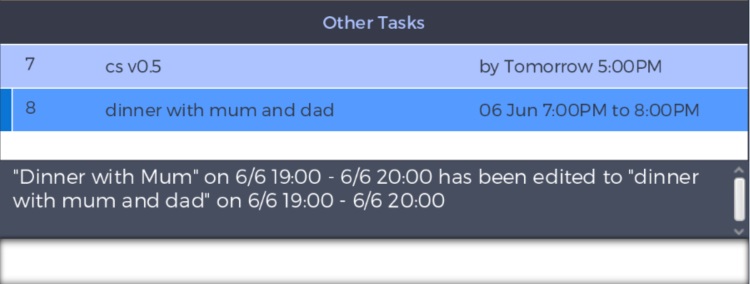 Other Tasks
7 cs v0.5 by Tomorrow 5:00PM
8 dinner with mum and dad 06 Jun 7:00PM to 8:00PM
"Dinner with Mum" on 6/6 19:00 - 6/6 20:00 has been edited to "dinner
with mum and dad" on 6/6 19:00 - 6/6 20:00